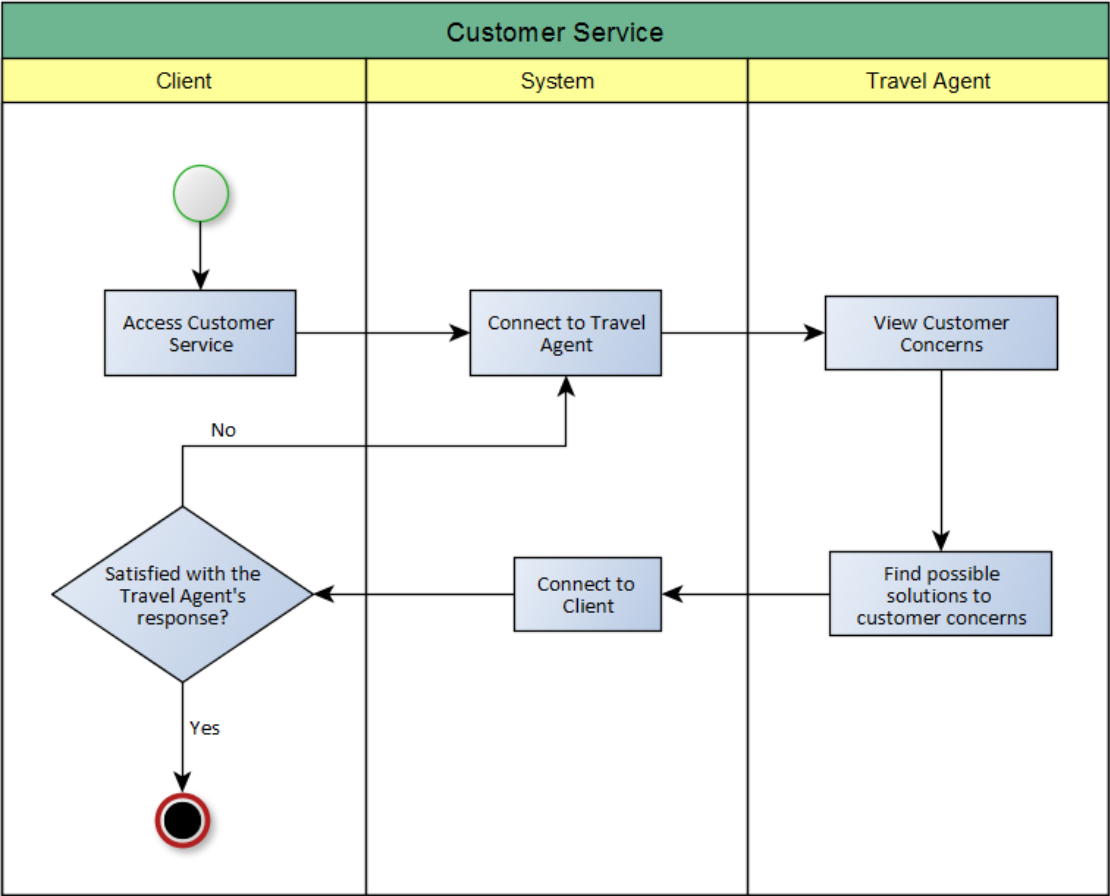 Customer Service
Client
System
Travel Agent
Access Customer
Service
Connect to Travel
Agent
View Customer
Concerns
No
Satisfied with the
Travel Agent's
response?
Connect to
Client
Find possible
solutions to
customer concerns
Yes